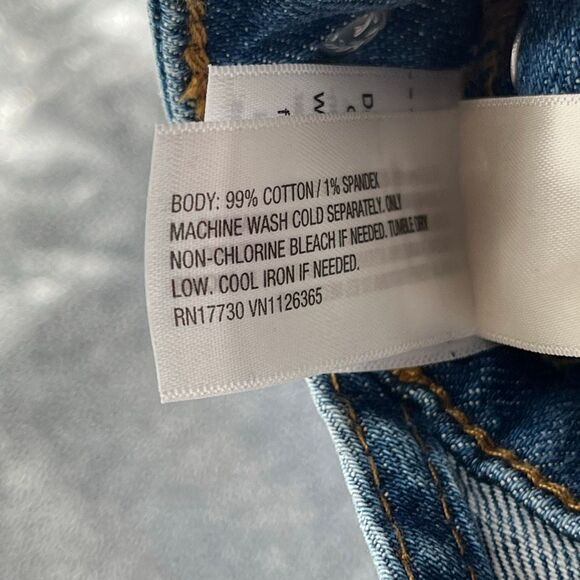 BODY: 99% COTTON / 1% SPANDEX
MACHINE WASH COLD SEPARATELY. ONLY
NON-CHLORINE BLEACH IF NEEDED. TUMBLE DRY
LOW. COOL IRON IF NEEDED.
RN17730 VN1126365